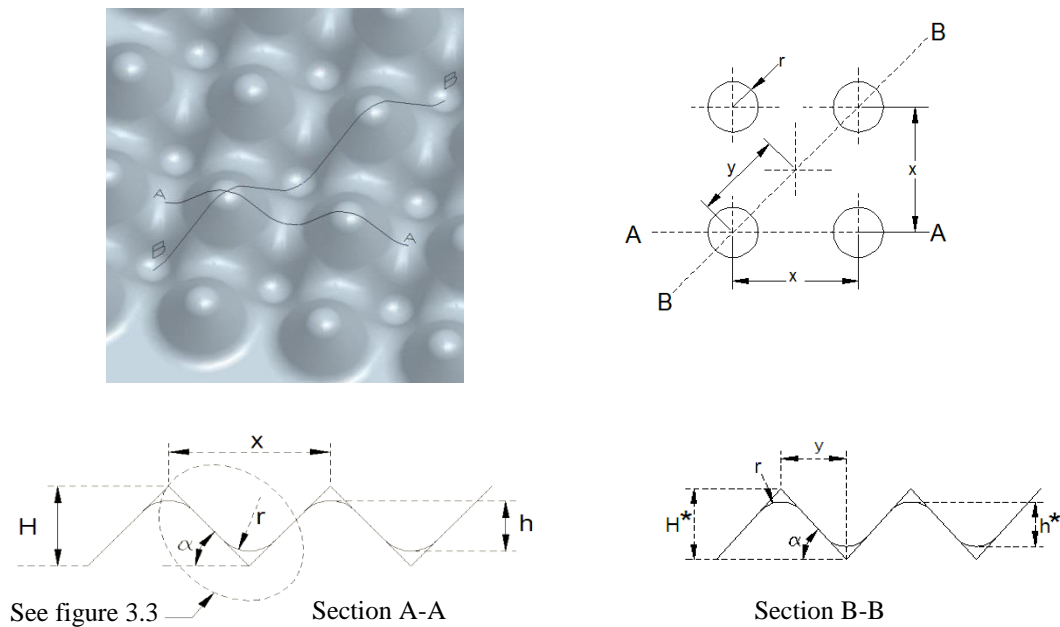 B
A
A
B
B
r
y
x
A
A
x
B
x
H
r
α
h
See figure 3.3
Section A-A
y
r
H*
α
h*
Section B-B